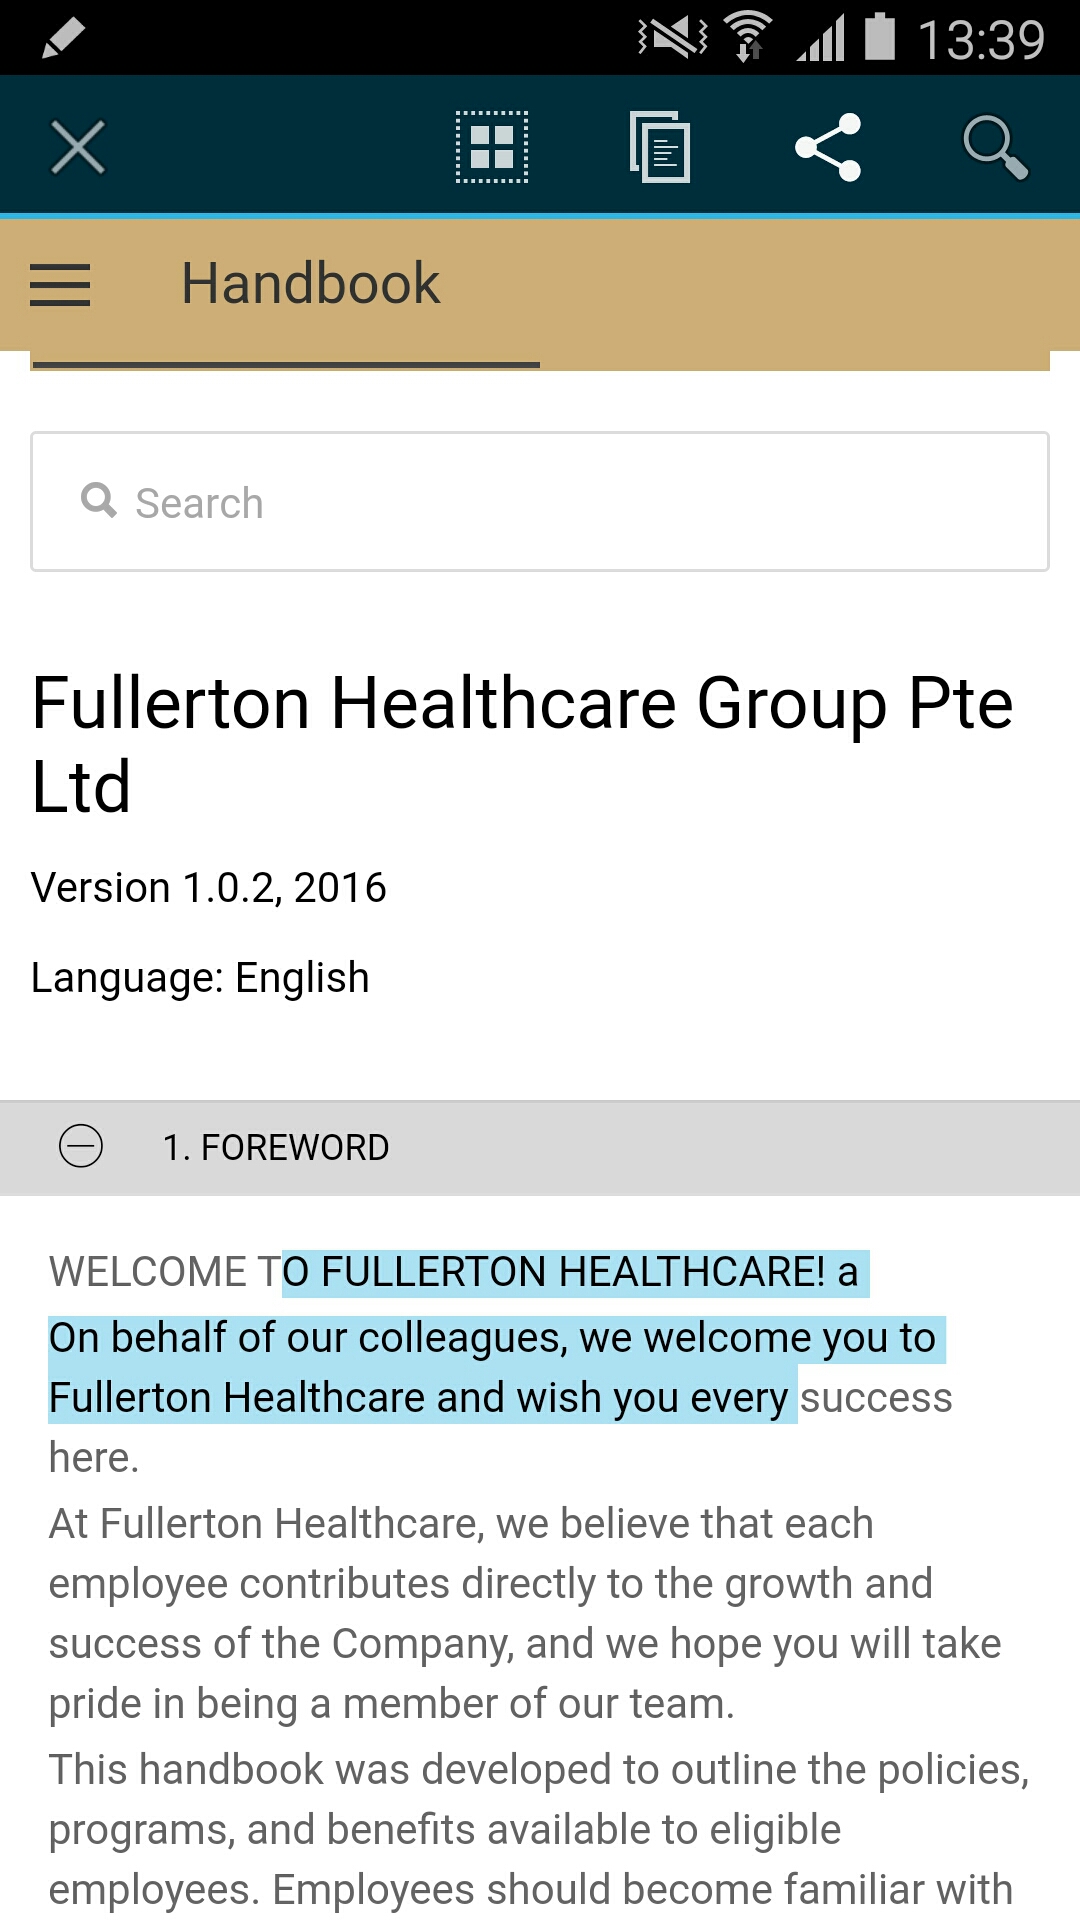 13:39
Handbook
Search
Fullerton Healthcare Group Pte
Ltd
Version 1.0.2, 2016
Language: English
1. FOREWORD
WELCOME TO FULLERTON HEALTHCARE! a
On behalf of our colleagues, we welcome you to
Fullerton Healthcare and wish you every success
here.
At Fullerton Healthcare, we believe that each
employee contributes directly to the growth and
success of the Company, and we hope you will take
pride in being a member of our team.
This handbook was developed to outline the policies,
programs, and benefits available to eligible
employees. Employees should become familiar with